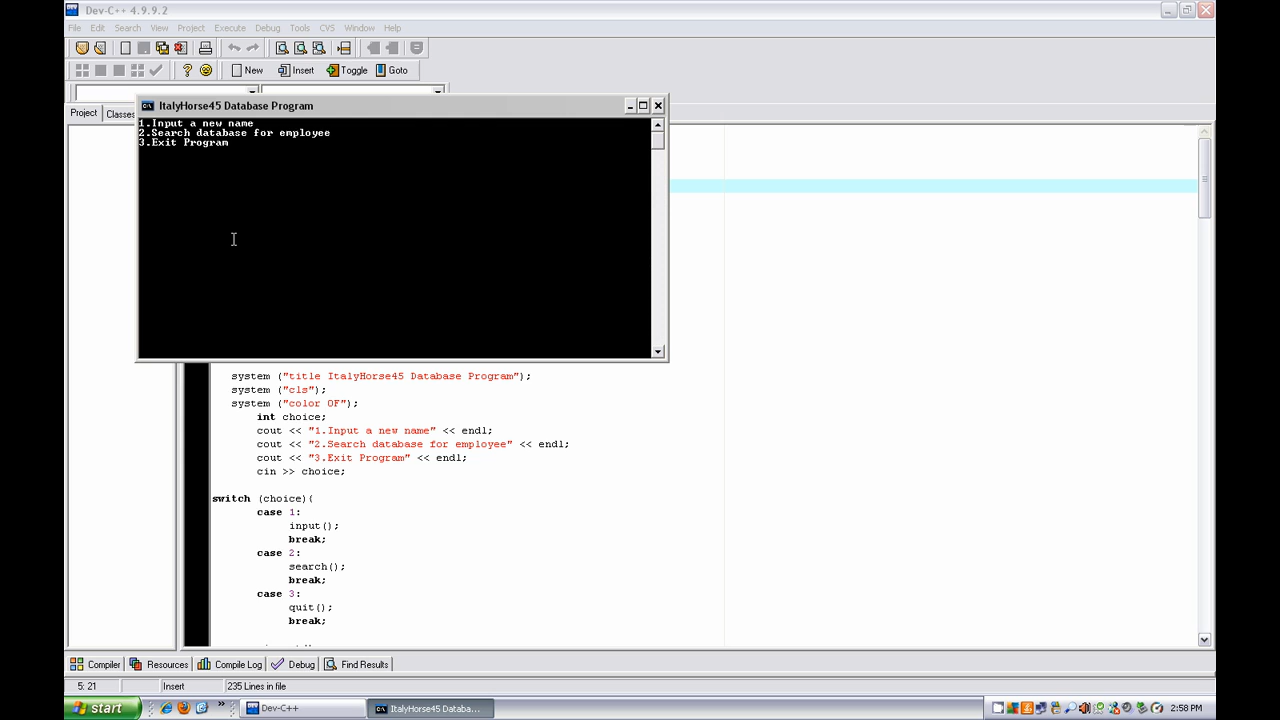 Dev-C++ 4.9.9.2
File Edit Search View Project Execute Debug Tools CVS Window Help
New Insert Toggle Goto
Project Classes
ItalyHorse45 Database Program
1.Input a new name
2.Search database for employee
3.Exit Program
system ("title ItalyHorse45 Database Program");
system ("cls");
system ("color OF");
int choice;
cout << "1.Input a new name" << endl;
cout << "2.Search database for employee" << endl;
cout << "3.Exit Program" << endl;
cin >> choice;
switch (choice){
case 1:
input();
break;
case 2:
search();
break;
case 3:
quit();
break;
Compiler Resources Compile Log Debug Find Results
5: 21 Insert 235 Lines in file
start Dev-C++ ItalyHorse45 Databa... 2:58 PM